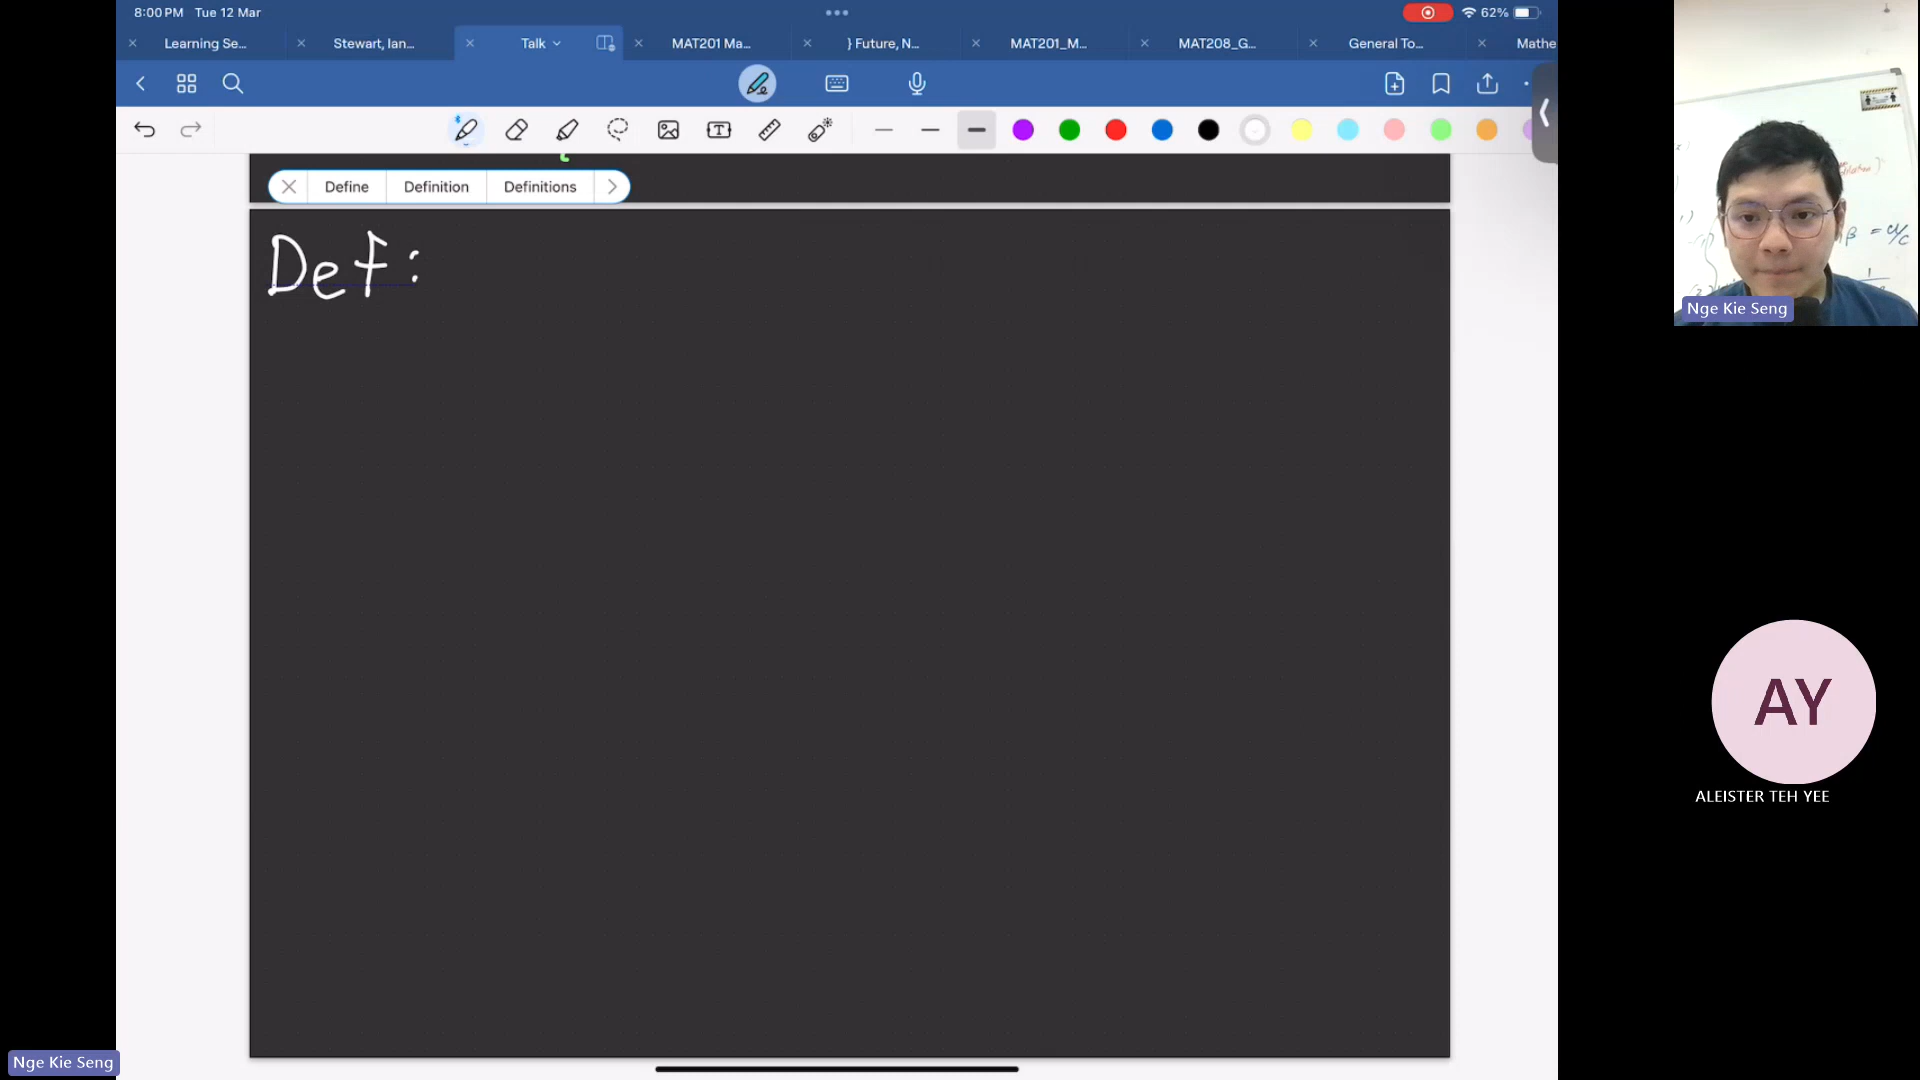 8:00 PM Tue 12 Mar
62%
Learning Se...
Stewart, Ian...
Talk
MAT201 Ma...
} Future, N...
MAT201_M...
MAT208_G...
General To...
Mathe
Define
Definition
Definitions
Def:
Nge Kie Seng
AY
ALEISTER TEH YEE
Nge Kie Seng